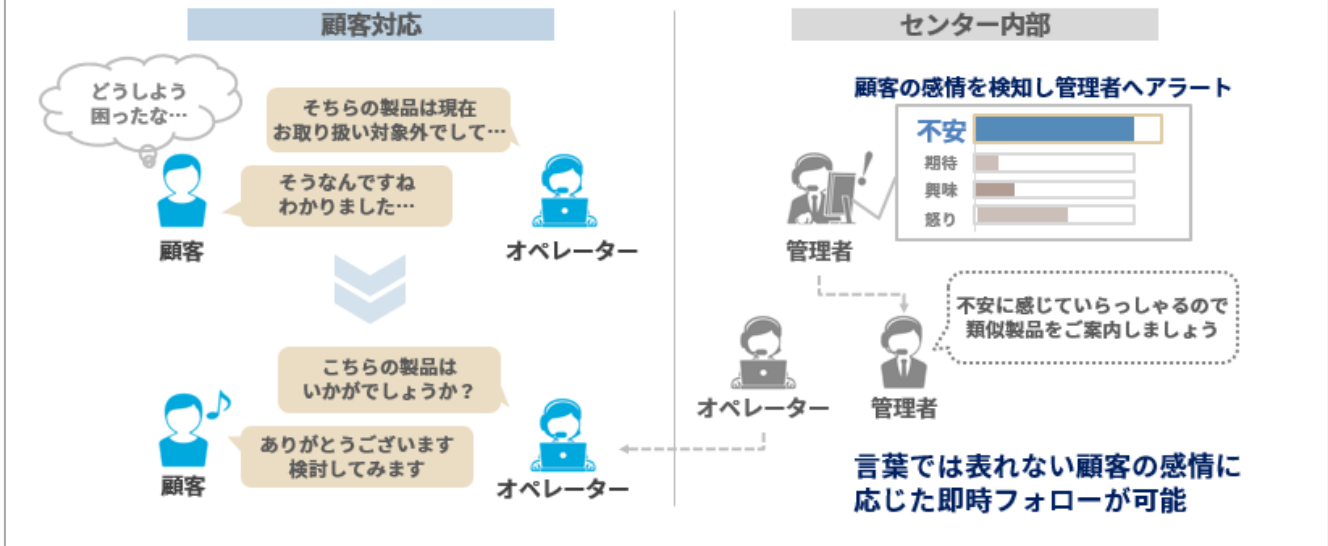 顧客対応
どうしよう
困ったな…
そちらの製品は現在
お取り扱い対象外でして…
そうなんですね
わかりました…
顧客
オペレーター
こちらの製品は
いかがでしょうか？
ありがとうございます
検討してみます
顧客
オペレーター
センター内部
顧客の感情を検知し管理者へアラート
不安
期待
興味
怒り
!
管理者
不安に感じていらっしゃるので
類似製品をご案内しましょう
オペレーター
管理者
言葉では表れない顧客の感情に
応じた即時フォローが可能